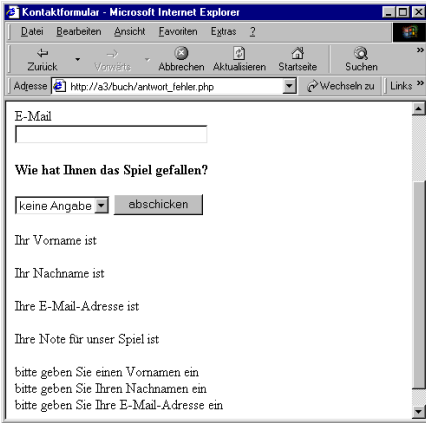 Kontaktformular - Microsoft Internet Explorer
Datei Bearbeiten Ansicht Favoriten Extras ?
Zurück Vorwärts Abbrechen Aktualisieren Startseite Suchen »
Adresse http://a3/buch/antwort_fehler.php Wechseln zu Links »
E-Mail
Wie hat Ihnen das Spiel gefallen?
keine Angabe abschicken
Ihr Vorname ist
Ihr Nachname ist
Ihre E-Mail-Adresse ist
Ihre Note für unser Spiel ist
bitte geben Sie einen Vornamen ein
bitte geben Sie Ihren Nachnamen ein
bitte geben Sie Ihre E-Mail-Adresse ein